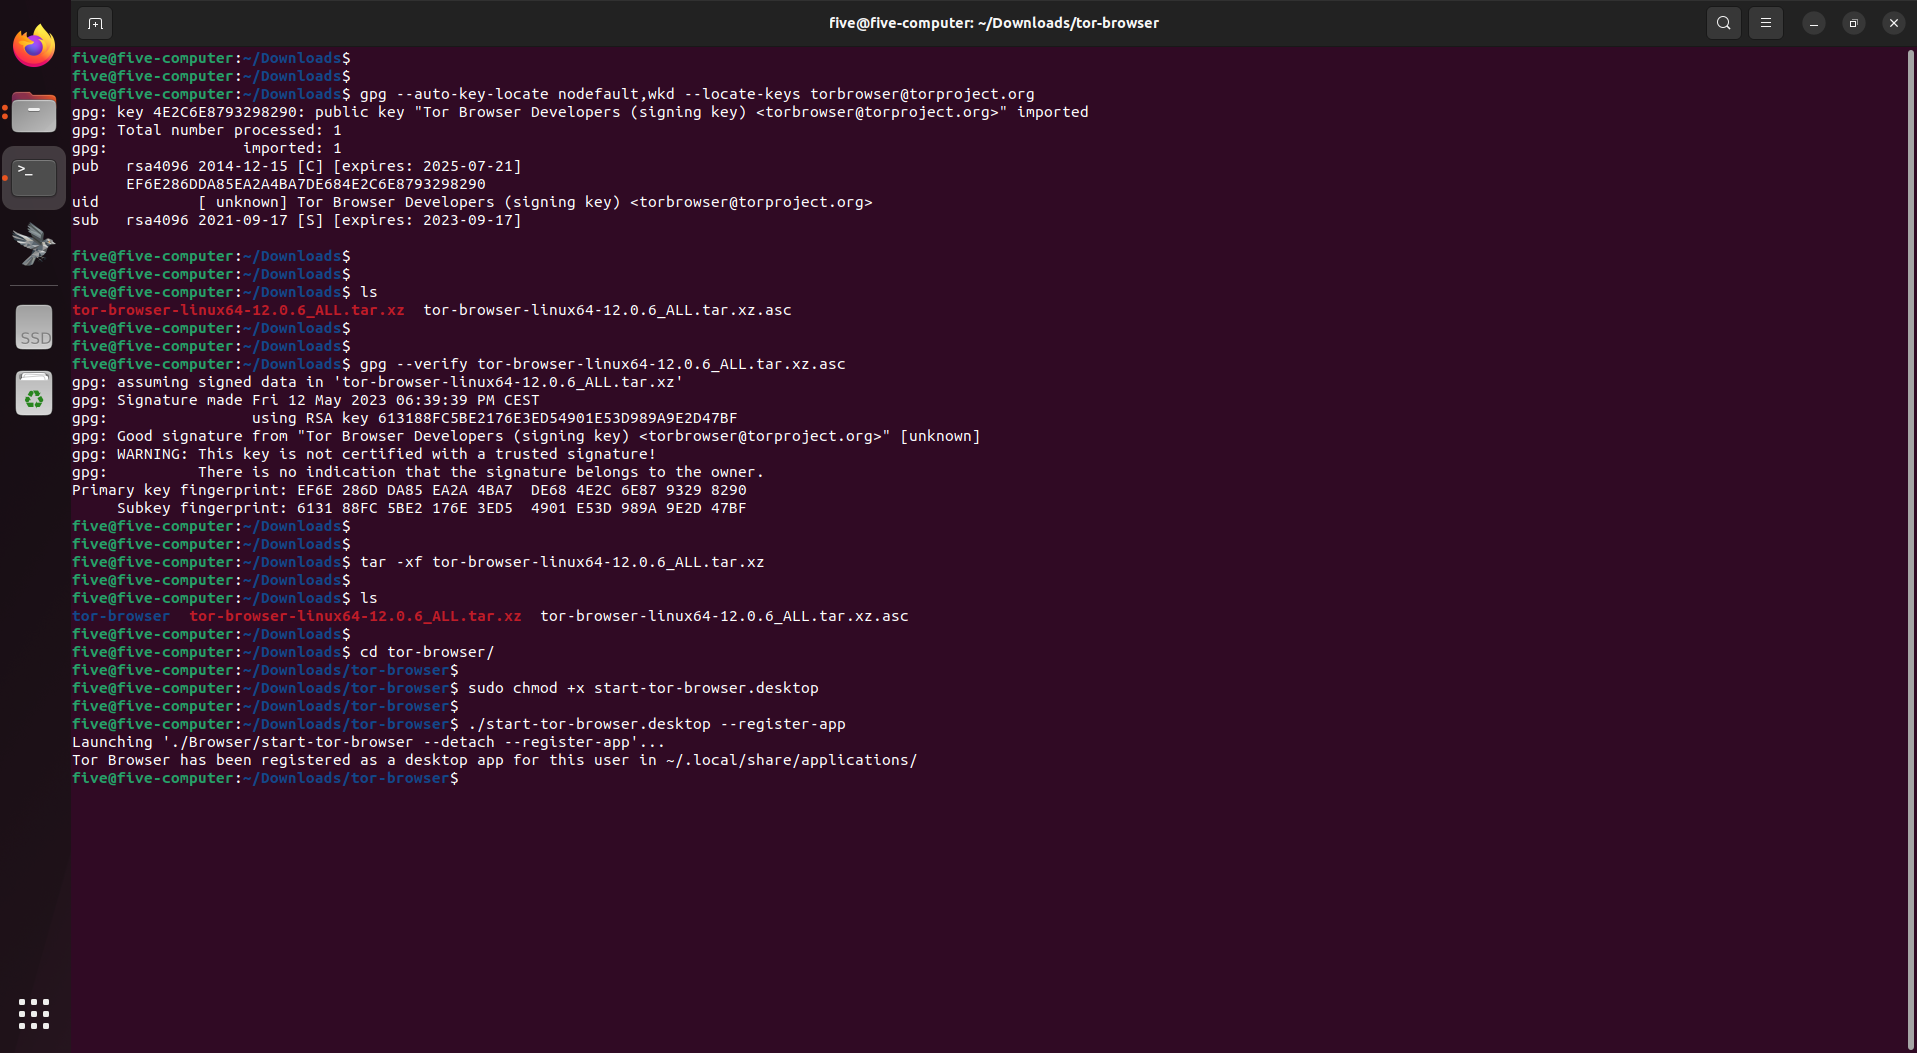 five@five-computer: ~/Downloads/tor-browser
five@five-computer:~/Downloads$
five@five-computer:~/Downloads$
five@five-computer:~/Downloads$ gpg --auto-key-locate nodefault,wkd --locate-keys torbrowser@torproject.org
gpg: key 4E2C6E8793298290: public key "Tor Browser Developers (signing key) <torbrowser@torproject.org>" imported
gpg: Total number processed: 1
gpg:               imported: 1
pub   rsa4096 2014-12-15 [C] [expires: 2025-07-21]
      EF6E286DDA85EA2A4BA7DE684E2C6E8793298290
uid           [ unknown] Tor Browser Developers (signing key) <torbrowser@torproject.org>
sub   rsa4096 2021-09-17 [S] [expires: 2023-09-17]
five@five-computer:~/Downloads$
five@five-computer:~/Downloads$
five@five-computer:~/Downloads$ ls
tor-browser-linux64-12.0.6_ALL.tar.xz  tor-browser-linux64-12.0.6_ALL.tar.xz.asc
five@five-computer:~/Downloads$
five@five-computer:~/Downloads$
five@five-computer:~/Downloads$ gpg --verify tor-browser-linux64-12.0.6_ALL.tar.xz.asc
gpg: assuming signed data in 'tor-browser-linux64-12.0.6_ALL.tar.xz'
gpg: Signature made Fri 12 May 2023 06:39:39 PM CEST
gpg:                using RSA key 613188FC5BE2176E3ED54901E53D989A9E2D47BF
gpg: Good signature from "Tor Browser Developers (signing key) <torbrowser@torproject.org>" [unknown]
gpg: WARNING: This key is not certified with a trusted signature!
gpg:          There is no indication that the signature belongs to the owner.
Primary key fingerprint: EF6E 286D DA85 EA2A 4BA7  DE68 4E2C 6E87 9329 8290
     Subkey fingerprint: 6131 88FC 5BE2 176E 3ED5  4901 E53D 989A 9E2D 47BF
five@five-computer:~/Downloads$
five@five-computer:~/Downloads$
five@five-computer:~/Downloads$ tar -xf tor-browser-linux64-12.0.6_ALL.tar.xz
five@five-computer:~/Downloads$
five@five-computer:~/Downloads$ ls
tor-browser  tor-browser-linux64-12.0.6_ALL.tar.xz  tor-browser-linux64-12.0.6_ALL.tar.xz.asc
five@five-computer:~/Downloads$
five@five-computer:~/Downloads$ cd tor-browser/
five@five-computer:~/Downloads/tor-browser$
five@five-computer:~/Downloads/tor-browser$ sudo chmod +x start-tor-browser.desktop
five@five-computer:~/Downloads/tor-browser$
five@five-computer:~/Downloads/tor-browser$ ./start-tor-browser.desktop --register-app
Launching './Browser/start-tor-browser --detach --register-app'...
Tor Browser has been registered as a desktop app for this user in ~/.local/share/applications/
five@five-computer:~/Downloads/tor-browser$
>_
SSD